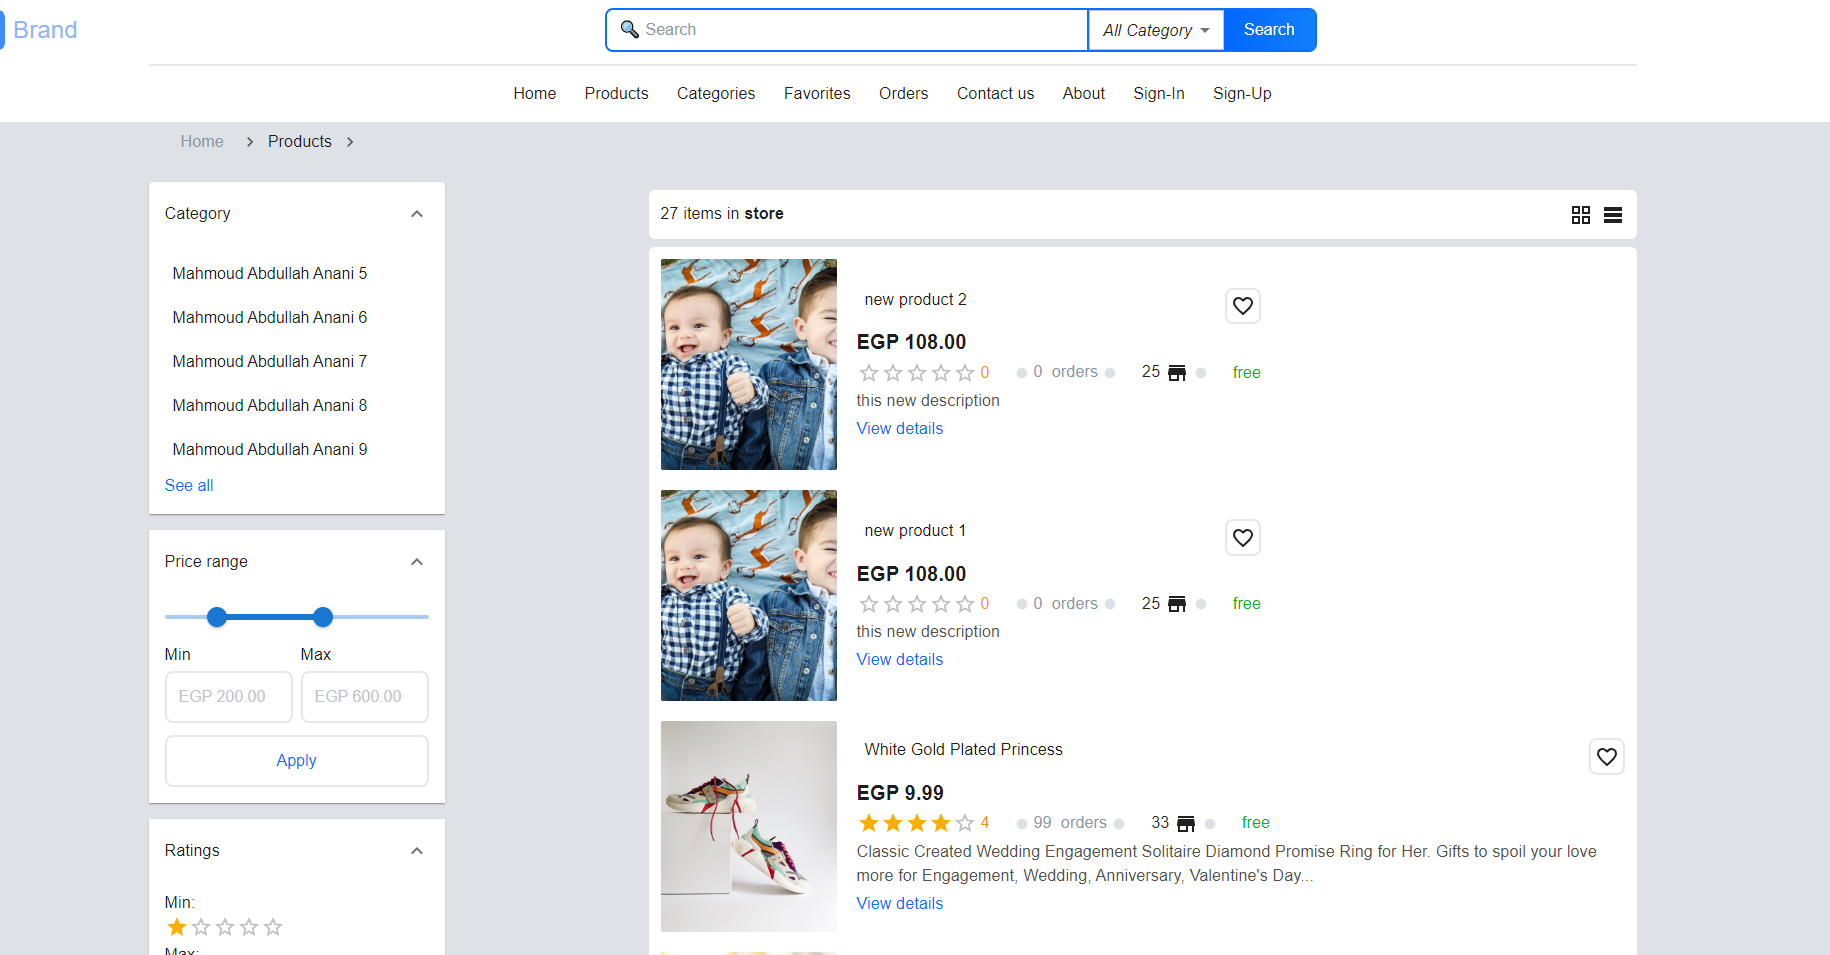 Brand
Search
All Category
Search
Home Products Categories Favorites Orders Contact us About Sign-In Sign-Up
Home Products
Category
Mahmoud Abdullah Anani 5
Mahmoud Abdullah Anani 6
Mahmoud Abdullah Anani 7
Mahmoud Abdullah Anani 8
Mahmoud Abdullah Anani 9
See all
Price range
Min Max
EGP 200.00 EGP 600.00
Apply
Ratings
Min:
Max:
27 items in store
new product 2
EGP 108.00
0 0 orders 25 free
this new description
View details
new product 1
EGP 108.00
0 0 orders 25 free
this new description
View details
White Gold Plated Princess
EGP 9.99
4 99 orders 33 free
Classic Created Wedding Engagement Solitaire Diamond Promise Ring for Her. Gifts to spoil your love
more for Engagement, Wedding, Anniversary, Valentine's Day...
View details